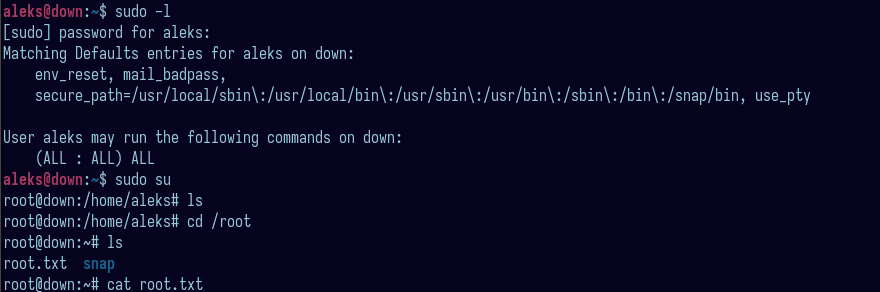 aleks@down:~$ sudo -l
[sudo] password for aleks:
Matching Defaults entries for aleks on down:
    env_reset, mail_badpass,
    secure_path=/usr/local/sbin\:/usr/local/bin\:/usr/sbin\:/usr/bin\:/sbin\:/bin\:/snap/bin, use_pty

User aleks may run the following commands on down:
    (ALL : ALL) ALL
aleks@down:~$ sudo su
root@down:/home/aleks# ls
root@down:/home/aleks# cd /root
root@down:~# ls
root.txt  snap
root@down:~# cat root.txt